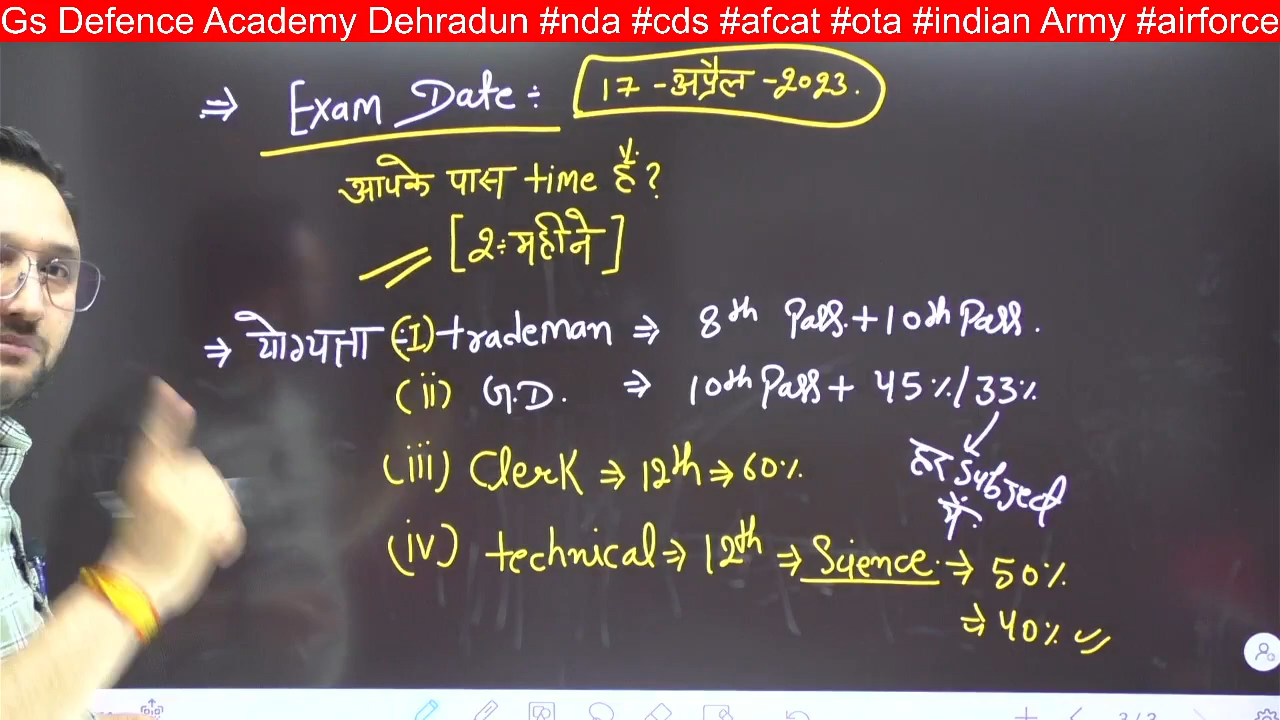 Gs Defence Academy Dehradun #nda #cds #afcat #ota #indian Army #airforce
⇒ Exam Date :- 17 - अप्रैल - 2023.
आपके पास time है ?
[2 महीने]
⇒ योग्यता (I) trademan ⇒ 8th Pass. + 10th Pass.
(ii) G.D. ⇒ 10th Pass + 45% / 33%
हर subject में
(iii) Clerk ⇒ 12th ⇒ 60%.
(iv) technical ⇒ 12th ⇒ Science. → 50%
⇒ 40%